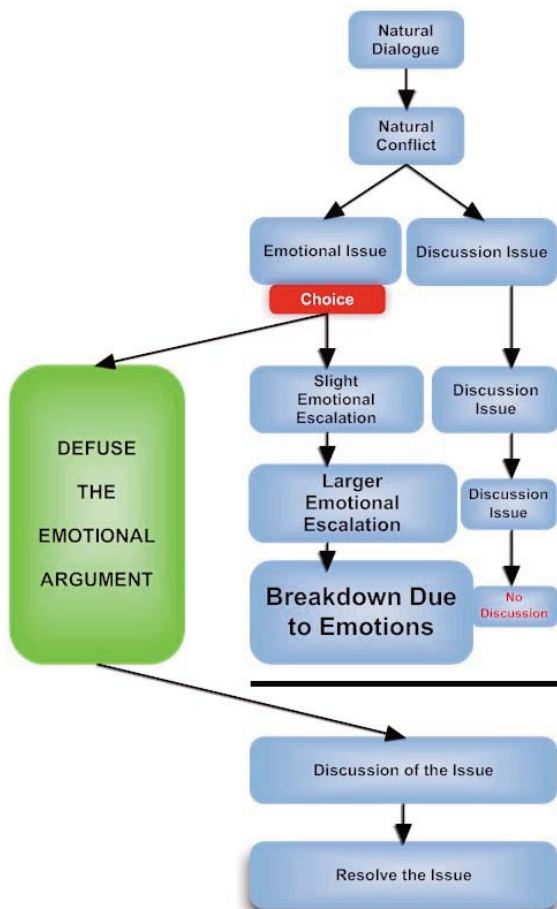 Natural
Dialogue
Natural
Conflict
Emotional Issue
Discussion Issue
Choice
Slight
Emotional
Escalation
Discussion
Issue
DEFUSE
THE
EMOTIONAL
ARGUMENT
Larger
Emotional
Escalation
Discussion
Issue
Breakdown Due
to Emotions
No
Discussion
Discussion of the Issue
Resolve the Issue